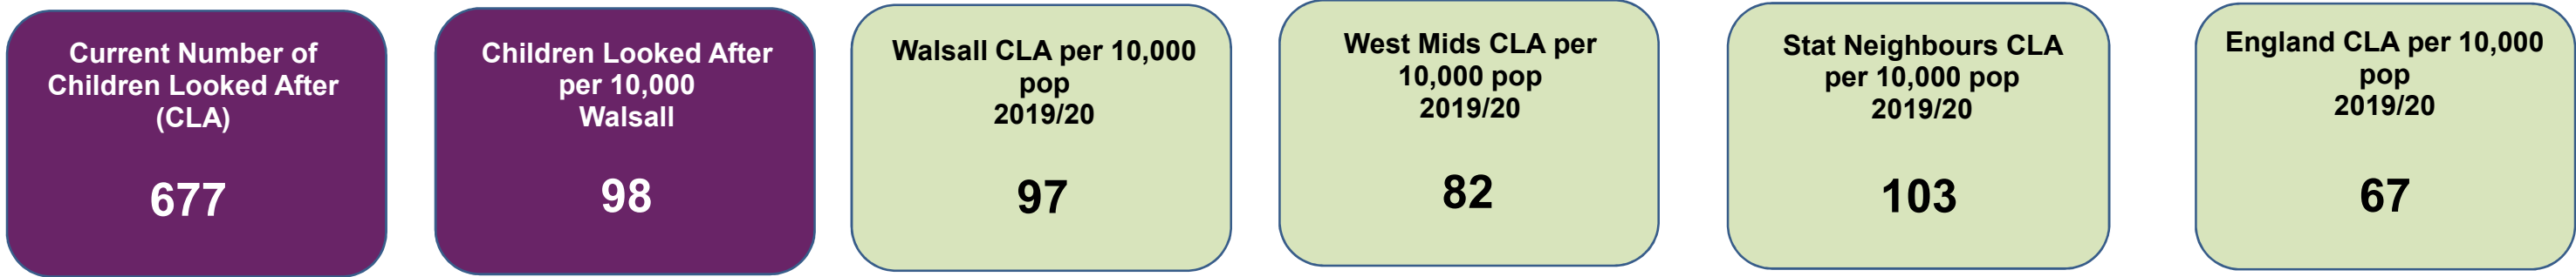 Current Number of
Children Looked After
(CLA)
677
Children Looked After
per 10,000
Walsall
98
Walsall CLA per 10,000
pop
2019/20
97
West Mids CLA per
10,000 pop
2019/20
82
Stat Neighbours CLA
per 10,000 pop
2019/20
103
England CLA per 10,000
pop
2019/20
67